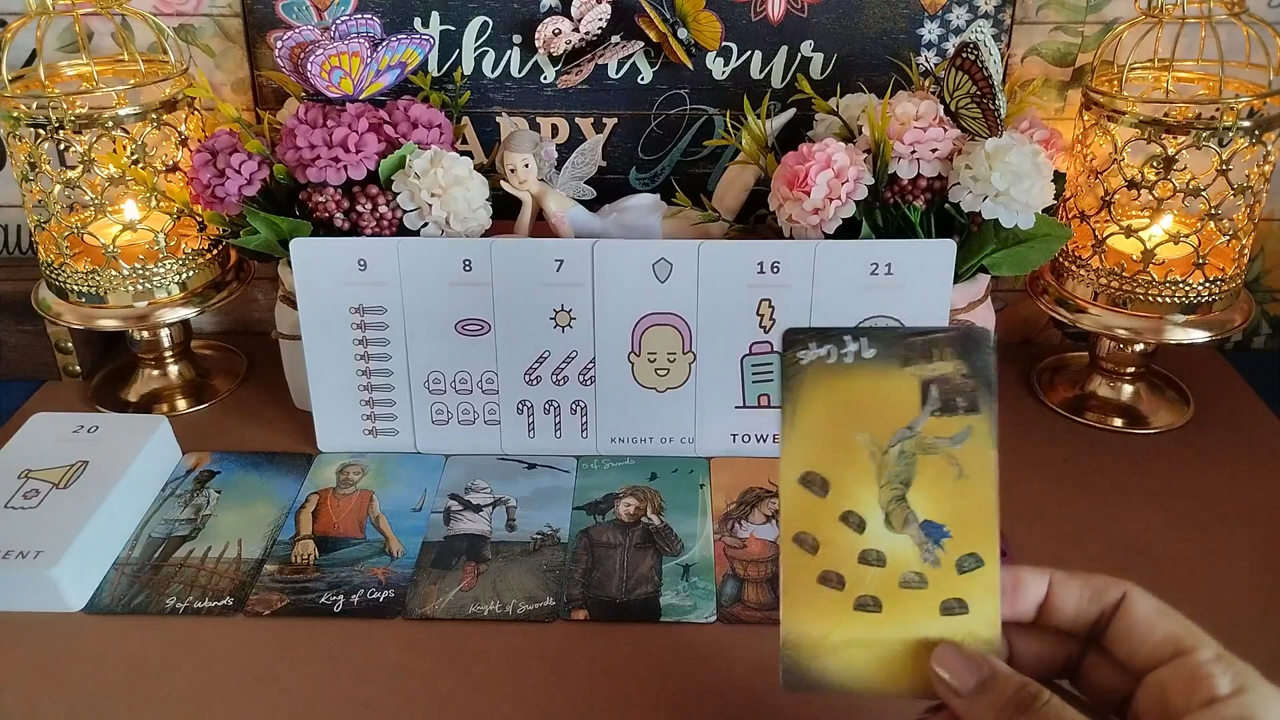 this is our
APPY
9
8
7
16
21
KNIGHT OF CU
TOWE
20
ENT
9 of Wands
King of Cups
Knight of Swords
5 of Swords